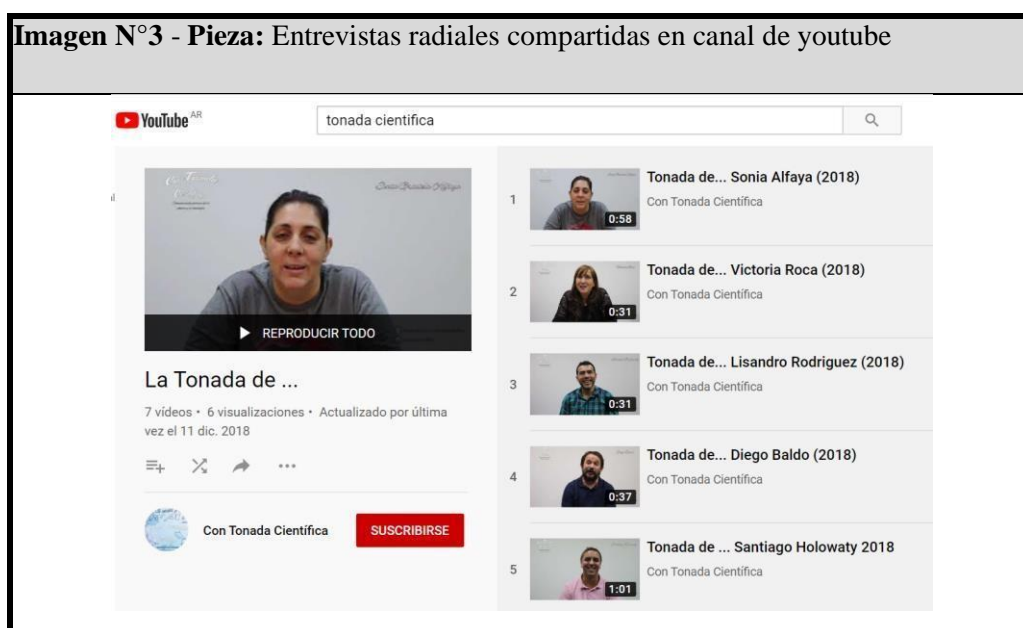 Imagen N°3 - Pieza: Entrevistas radiales compartidas en canal de youtube
YouTube AR
tonada cientifica
REPRODUCIR TODO
La Tonada de ...
7 vídeos • 6 visualizaciones • Actualizado por última
vez el 11 dic. 2018
Con Tonada Científica
SUSCRIBIRSE
1
0:58
Tonada de... Sonia Alfaya (2018)
Con Tonada Científica
2
0:31
Tonada de... Victoria Roca (2018)
Con Tonada Científica
3
0:31
Tonada de... Lisandro Rodriguez (2018)
Con Tonada Científica
4
0:37
Tonada de... Diego Baldo (2018)
Con Tonada Científica
5
1:01
Tonada de ... Santiago Holowaty 2018
Con Tonada Científica